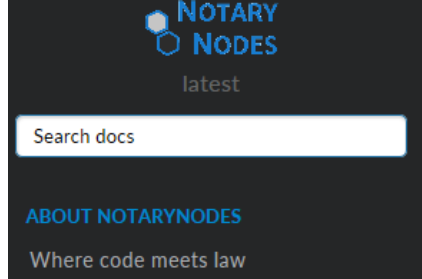 NOTARY
NODES
latest
Search docs
ABOUT NOTARYNODES
Where code meets law